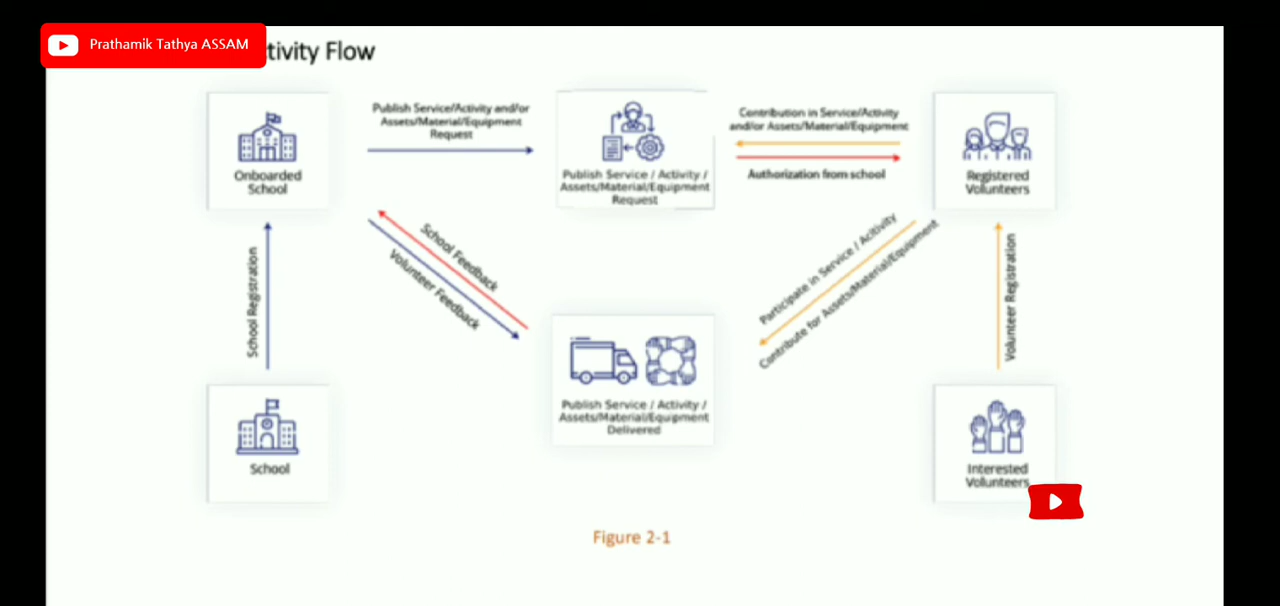 Prathamik Tathya ASSAM
tivity Flow
Publish Service/Activity and/or
Assets/Material/Equipment
Request
Contribution in Service/Activity
and/or Assets/Material/Equipment
Authorization from school
Onboarded
School
Publish Service / Activity /
Assets/Material/Equipment
Request
Registered
Volunteers
School Registration
School Feedback
Volunteer Feedback
Participate in Service / Acitivity
Contribute for Assets/Material/Equipment
Volunteer Registration
Publish Service / Activity /
Assets/Material/Equipment
Delivered
School
Interested
Volunteers
Figure 2-1